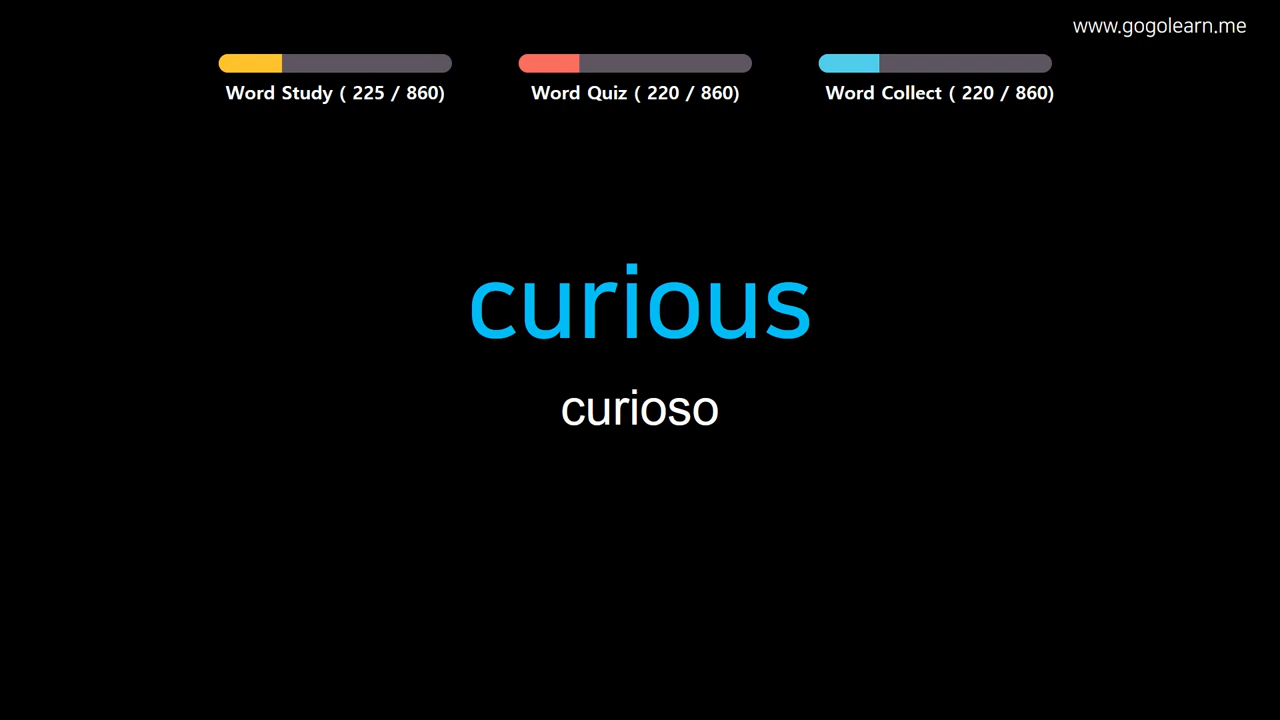 www.gogolearn.me
Word Study ( 225 / 860)
Word Quiz ( 220 / 860)
Word Collect ( 220 / 860)
curious
curioso